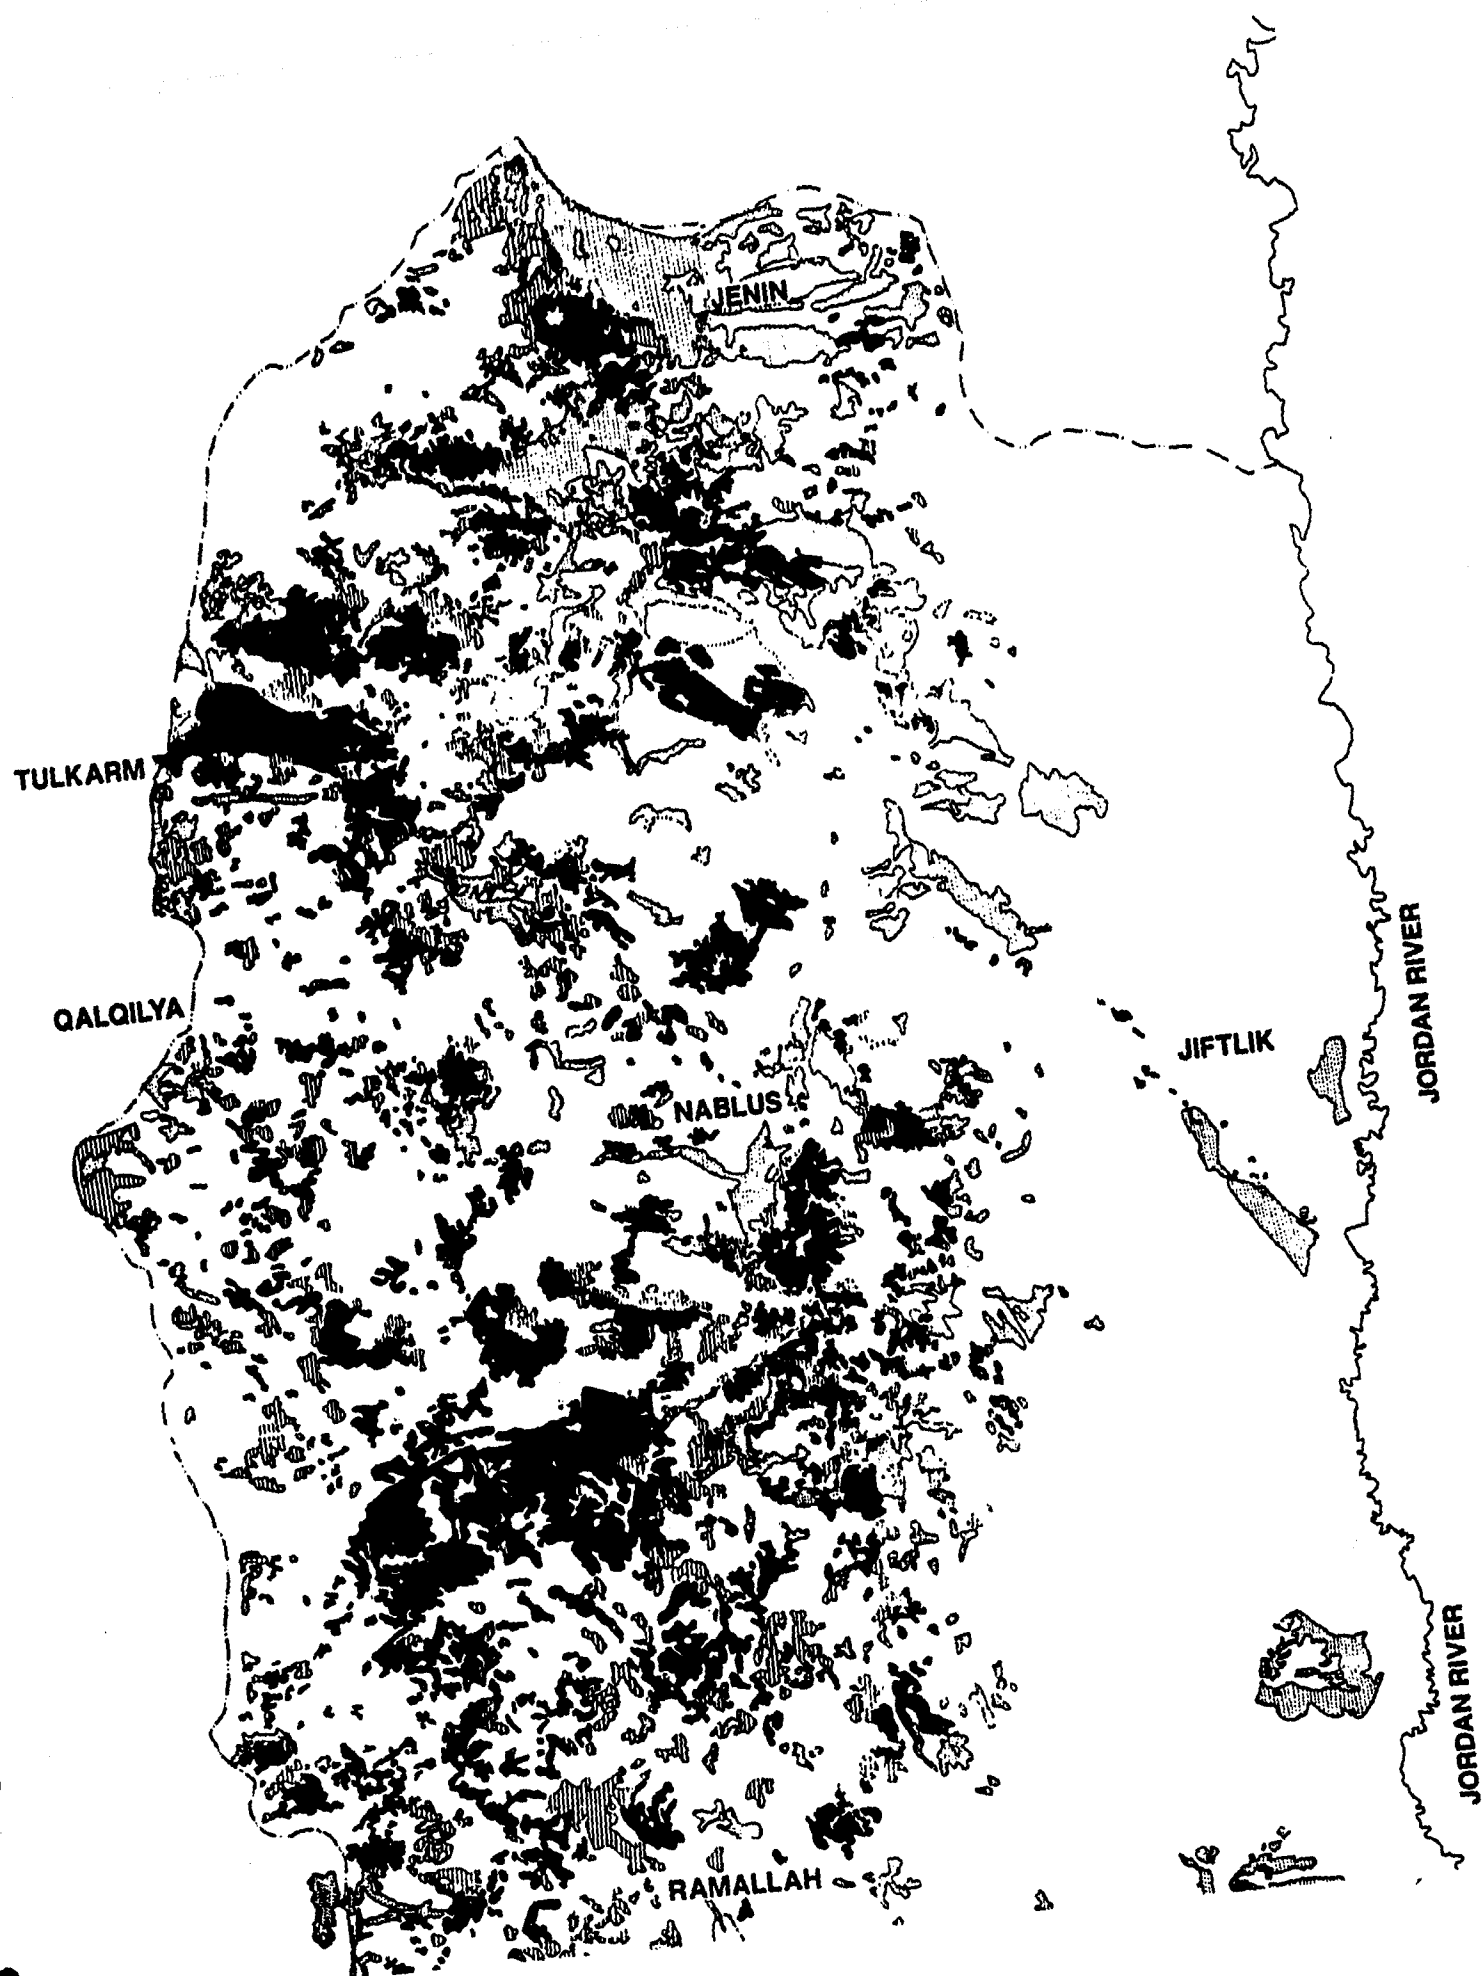 JENIN
TULKARM
QALQILYA
JORDAN RIVER
JIFTLIK
NABLUS
JORDAN RIVER
RAMALLAH